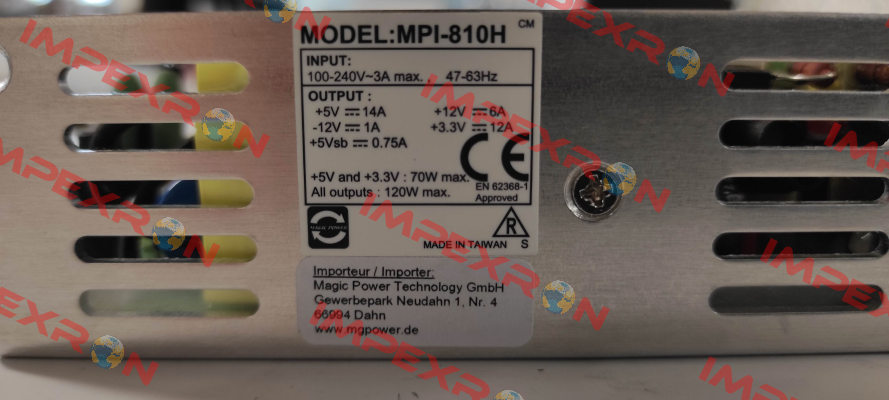 MODEL:MPI-810H CM
INPUT:
100-240V~3A max. 47-63Hz
OUTPUT :
+5V ⎓ 14A +12V ⎓ 6A
-12V ⎓ 1A +3.3V ⎓ 12A
+5Vsb ⎓ 0.75A
CE
+5V and +3.3V : 70W max.
All outputs : 120W max.
EN 62368-1
Approved
MAGIC POWER
R
MADE IN TAIWAN S
Importeur / Importer:
Magic Power Technology GmbH
Gewerbepark Neudahn 1, Nr. 4
66994 Dahn
www.mgpower.de
IMPEXRON